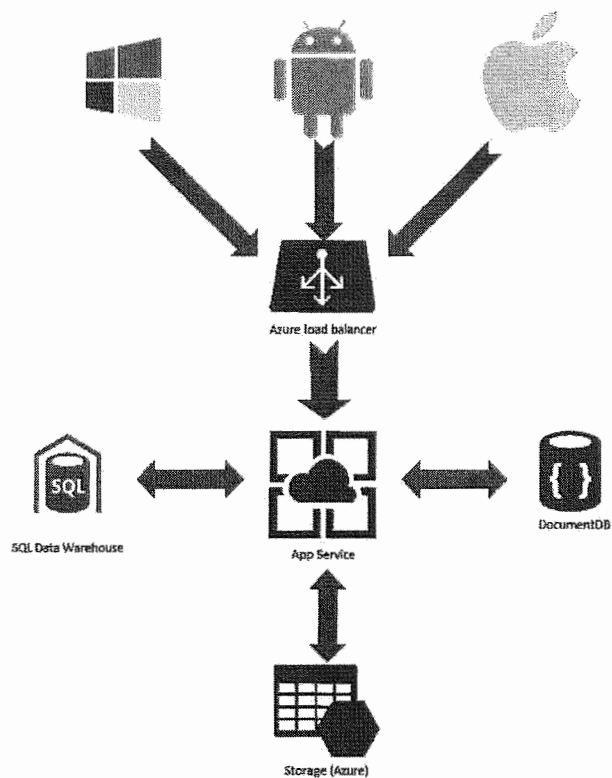 Azure load balancer
SQL
{ }
SQL Data Warehouse
App Service
DocumentDB
Storage (Azure)